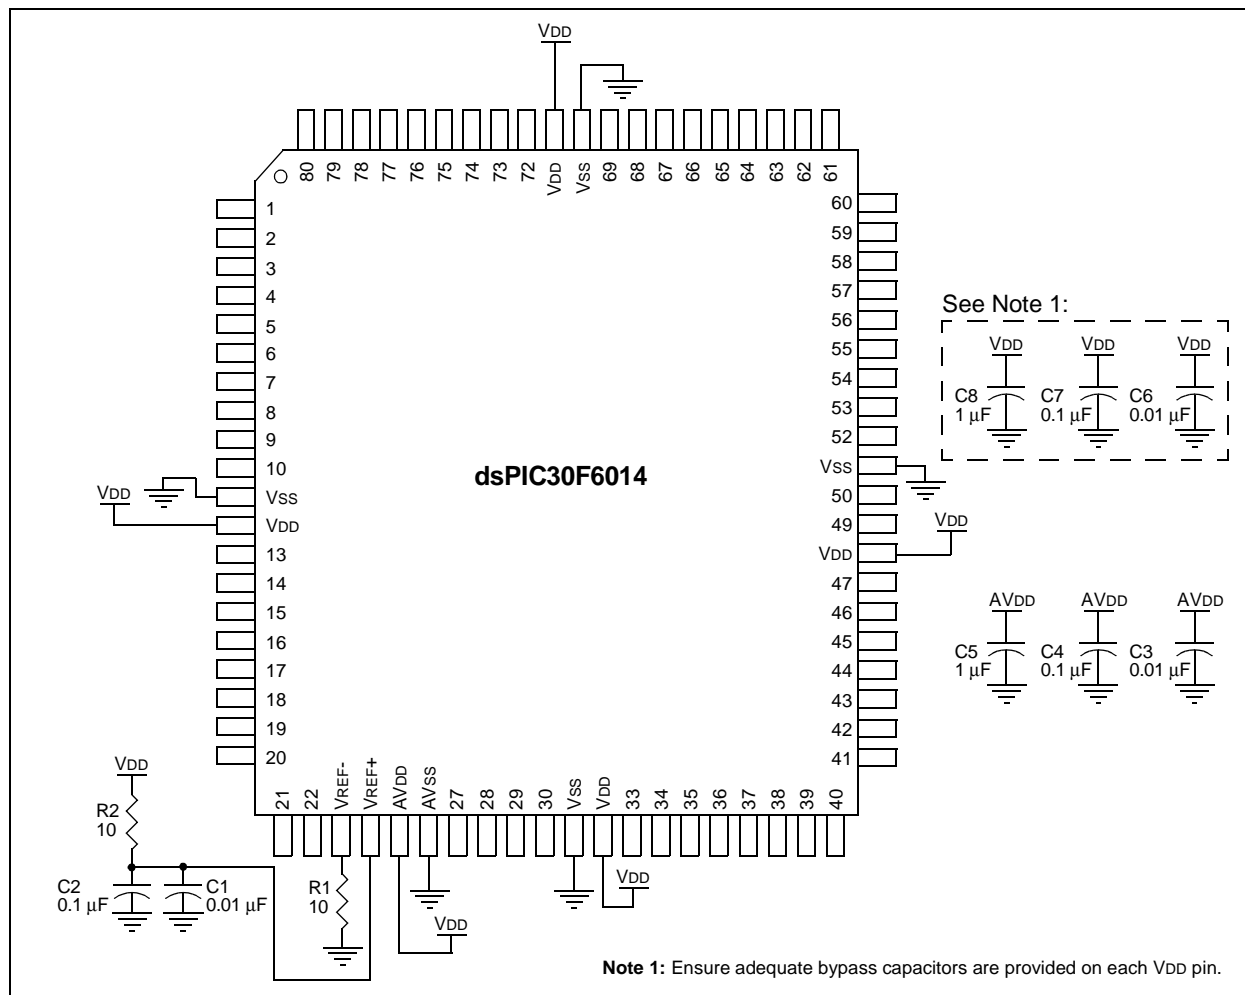 VDD
80 79 78 77 76 75 74 73 72 VDD VSS 69 68 67 66 65 64 63 62 61
1
2
3
4
5
6
7
8
9
10
VSS
VDD
13
14
15
16
17
18
19
20
VDD
dsPIC30F6014
60
59
58
57
56
55
54
53
52
VSS
50
49
VDD
47
46
45
44
43
42
41
VDD
See Note 1:
VDD VDD VDD
C8 C7 C6
1 µF 0.1 µF 0.01 µF
AVDD AVDD AVDD
C5 C4 C3
1 µF 0.1 µF 0.01 µF
21 22 VREF- VREF+ AVDD AVSS 27 28 29 30 VSS VDD 33 34 35 36 37 38 39 40
VDD
R2
10
C2
0.1 µF
C1
0.01 µF
R1
10
VDD
VDD
Note 1: Ensure adequate bypass capacitors are provided on each VDD pin.